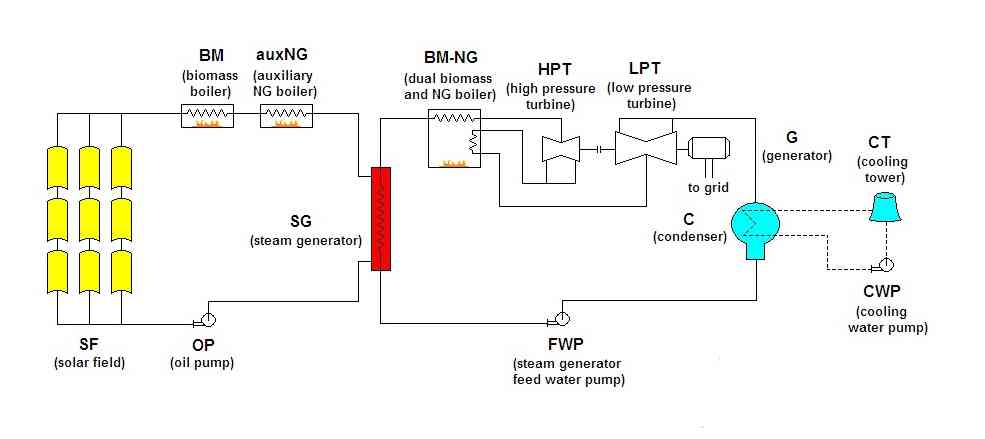 BM
(biomass
boiler)
auxNG
(auxiliary
NG boiler)
BM-NG
(dual biomass
and NG boiler)
HPT
(high pressure
turbine)
LPT
(low pressure
turbine)
G
(generator)
to grid
CT
(cooling
tower)
SG
(steam generator)
C
(condenser)
CWP
(cooling
water pump)
SF
(solar field)
OP
(oil pump)
FWP
(steam generator
feed water pump)